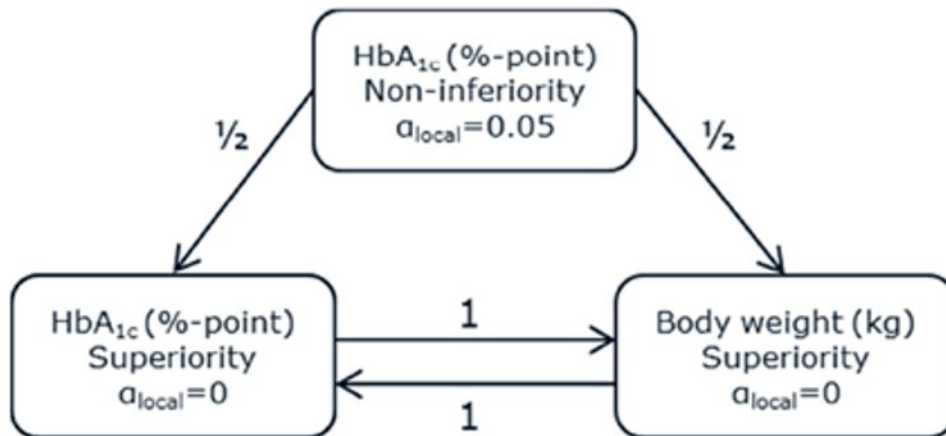 HbA₁c (%-point)
Non-inferiority
αlocal=0.05
½
½
HbA₁c (%-point)
Superiority
αlocal=0
1
1
Body weight (kg)
Superiority
αlocal=0